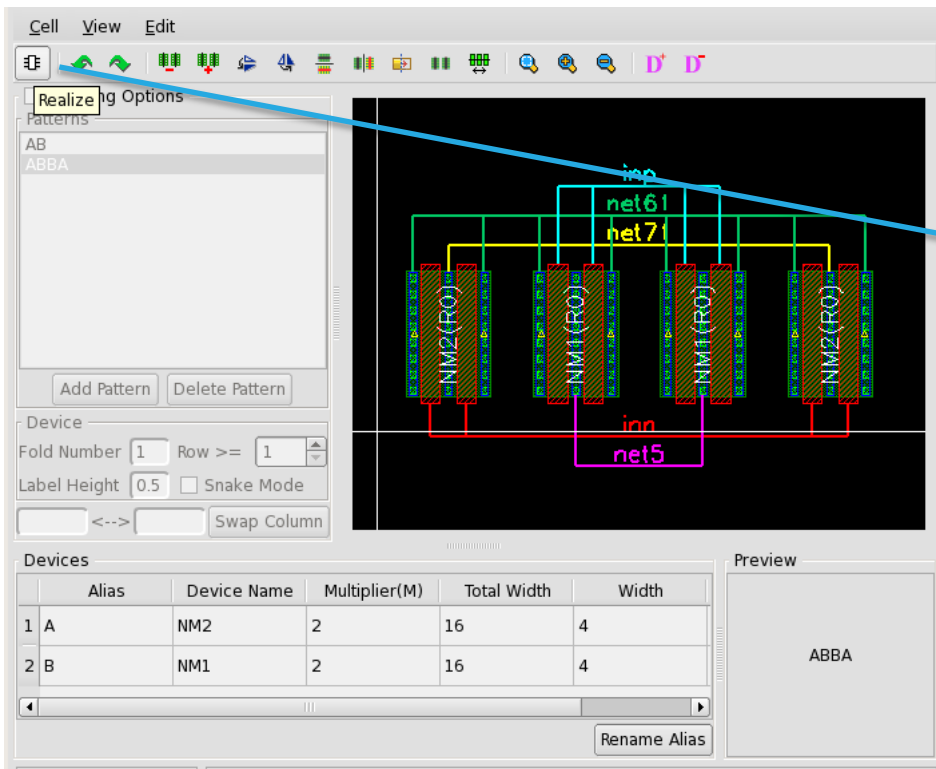 Cell View Edit
D+ D-
Realize ng Options
Patterns
AB
ABBA
Add Pattern Delete Pattern
Device
Fold Number 1 Row >= 1
Label Height 0.5 Snake Mode
<--> Swap Column
inp
net61
net71
NM2(R0) NM1(R0) NM1(R0) NM2(R0)
inn
net5
Devices
Alias Device Name Multiplier(M) Total Width Width
1 A NM2 2 16 4
2 B NM1 2 16 4
Rename Alias
Preview
ABBA